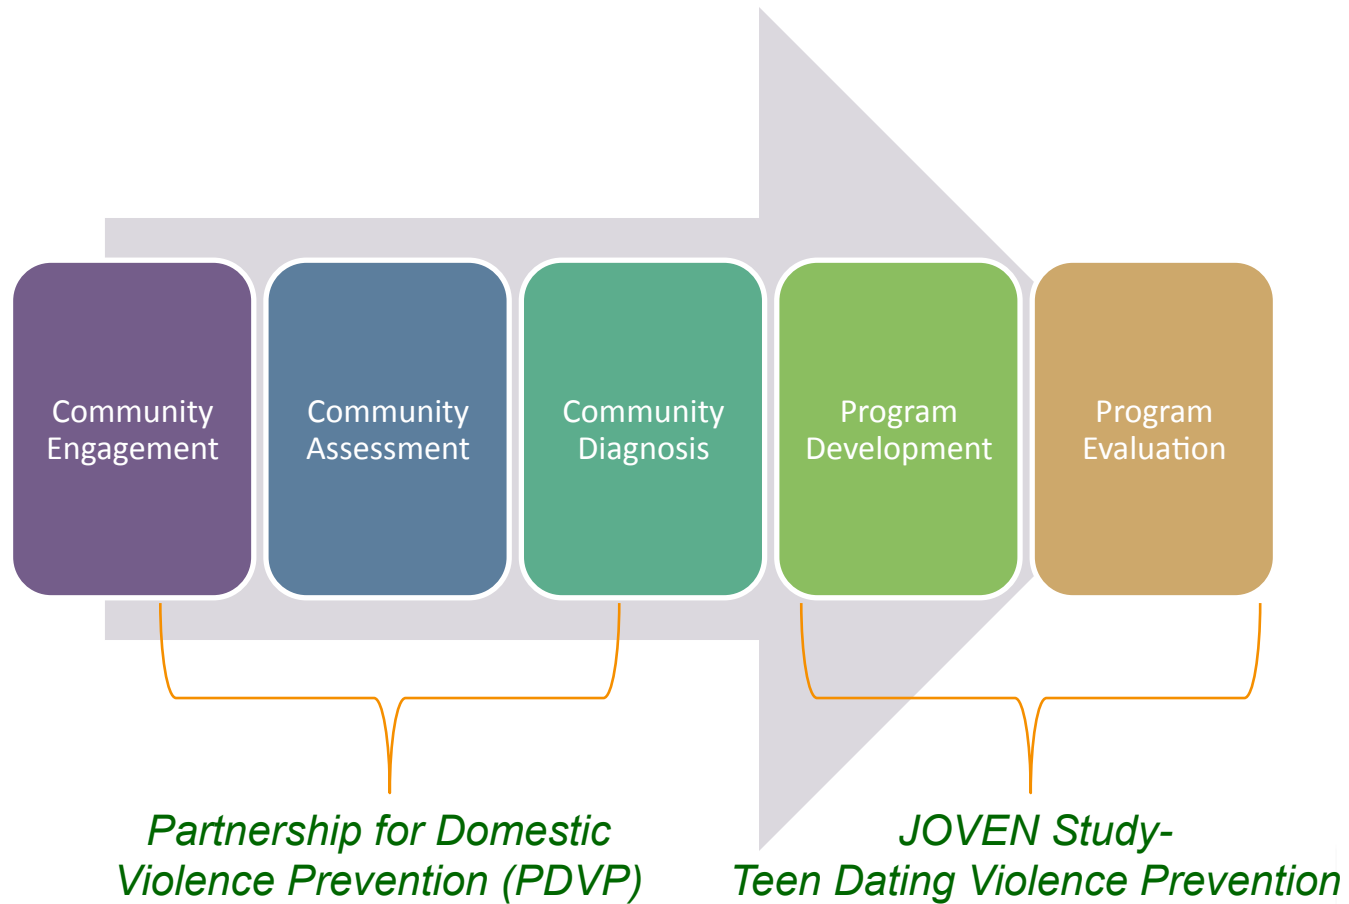 Community
Engagement
Community
Assessment
Community
Diagnosis
Program
Development
Program
Evaluation
Partnership for Domestic
Violence Prevention (PDVP)
JOVEN Study-
Teen Dating Violence Prevention